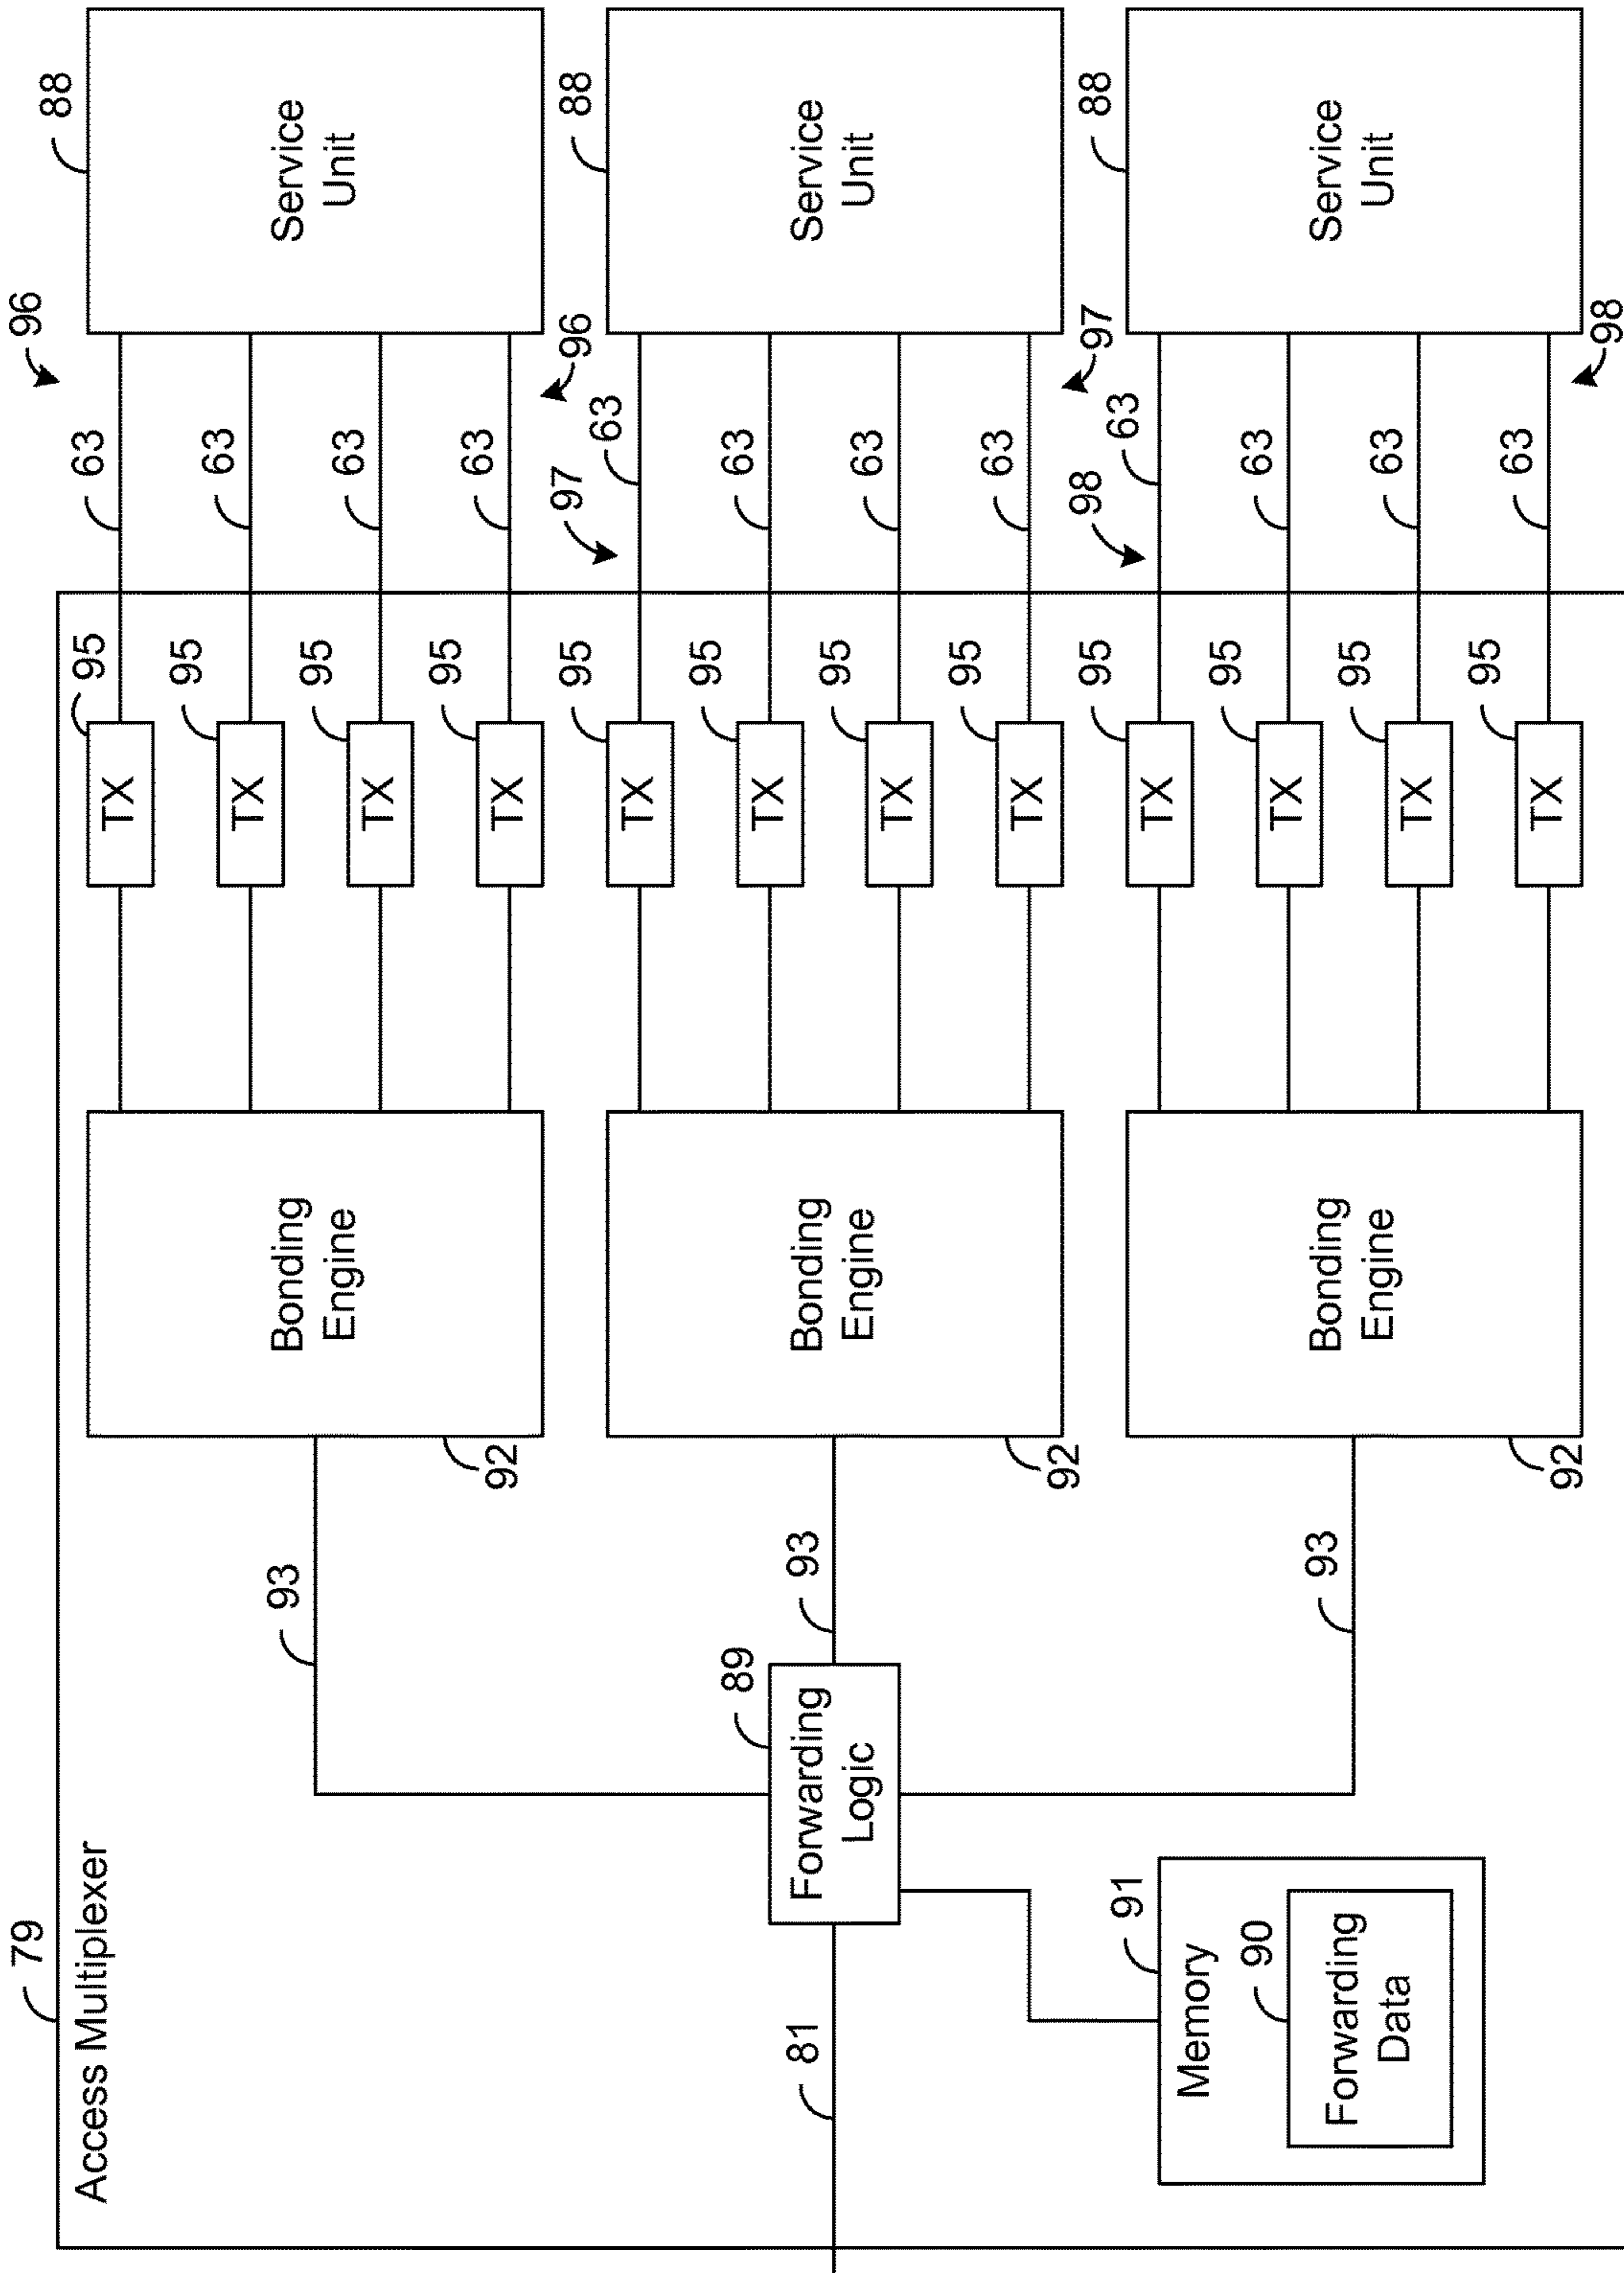 79
Access Multiplexer
81
Forwarding
Logic
89
Memory
91
Forwarding
Data
90
93
93
93
Bonding
Engine
92
Bonding
Engine
92
Bonding
Engine
92
TX
95
TX
95
TX
95
TX
95
TX
95
TX
95
TX
95
TX
95
TX
95
TX
95
TX
95
TX
95
63
63
63
63
96
96
63
63
63
63
97
97
63
63
63
63
98
98
Service
Unit
88
Service
Unit
88
Service
Unit
88